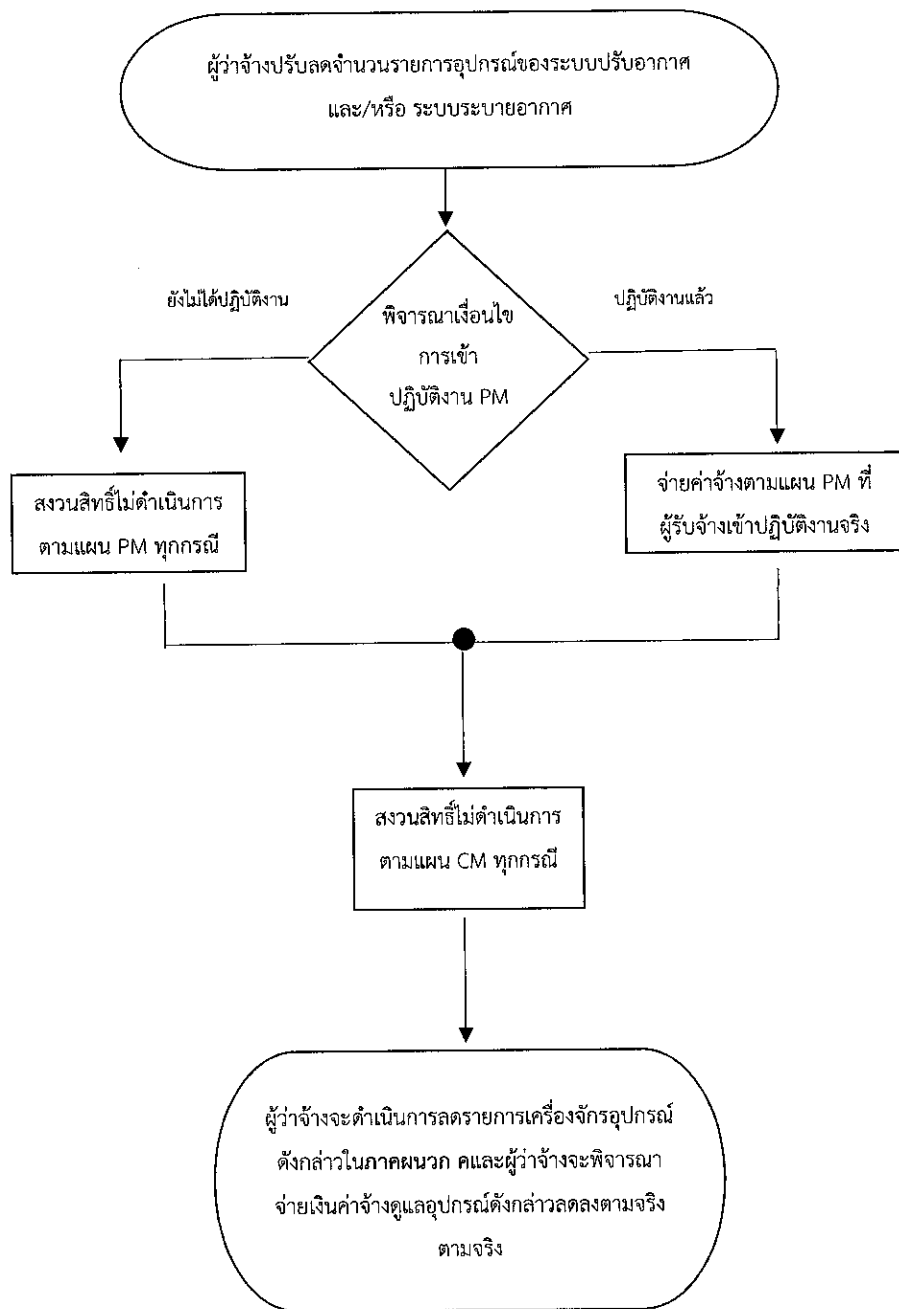 ผู้ว่าจ้างปรับลดจำนวนรายการอุปกรณ์ของระบบปรับอากาศ
และ/หรือ ระบบระบายอากาศ
ยังไม่ได้ปฏิบัติงาน
ปฏิบัติงานแล้ว
พิจารณาเงื่อนไข
การเข้า
ปฏิบัติงาน PM
สงวนสิทธิ์ไม่ดำเนินการ
ตามแผน PM ทุกกรณี
จ่ายค่าจ้างตามแผน PM ที่
ผู้รับจ้างเข้าปฏิบัติงานจริง
สงวนสิทธิ์ไม่ดำเนินการ
ตามแผน CM ทุกกรณี
ผู้ว่าจ้างจะดำเนินการลดรายการเครื่องจักรอุปกรณ์
ดังกล่าวในภาคผนวก คและผู้ว่าจ้างจะพิจารณา
จ่ายเงินค่าจ้างดูแลอุปกรณ์ดังกล่าวลดลงตามจริง
ตามจริง